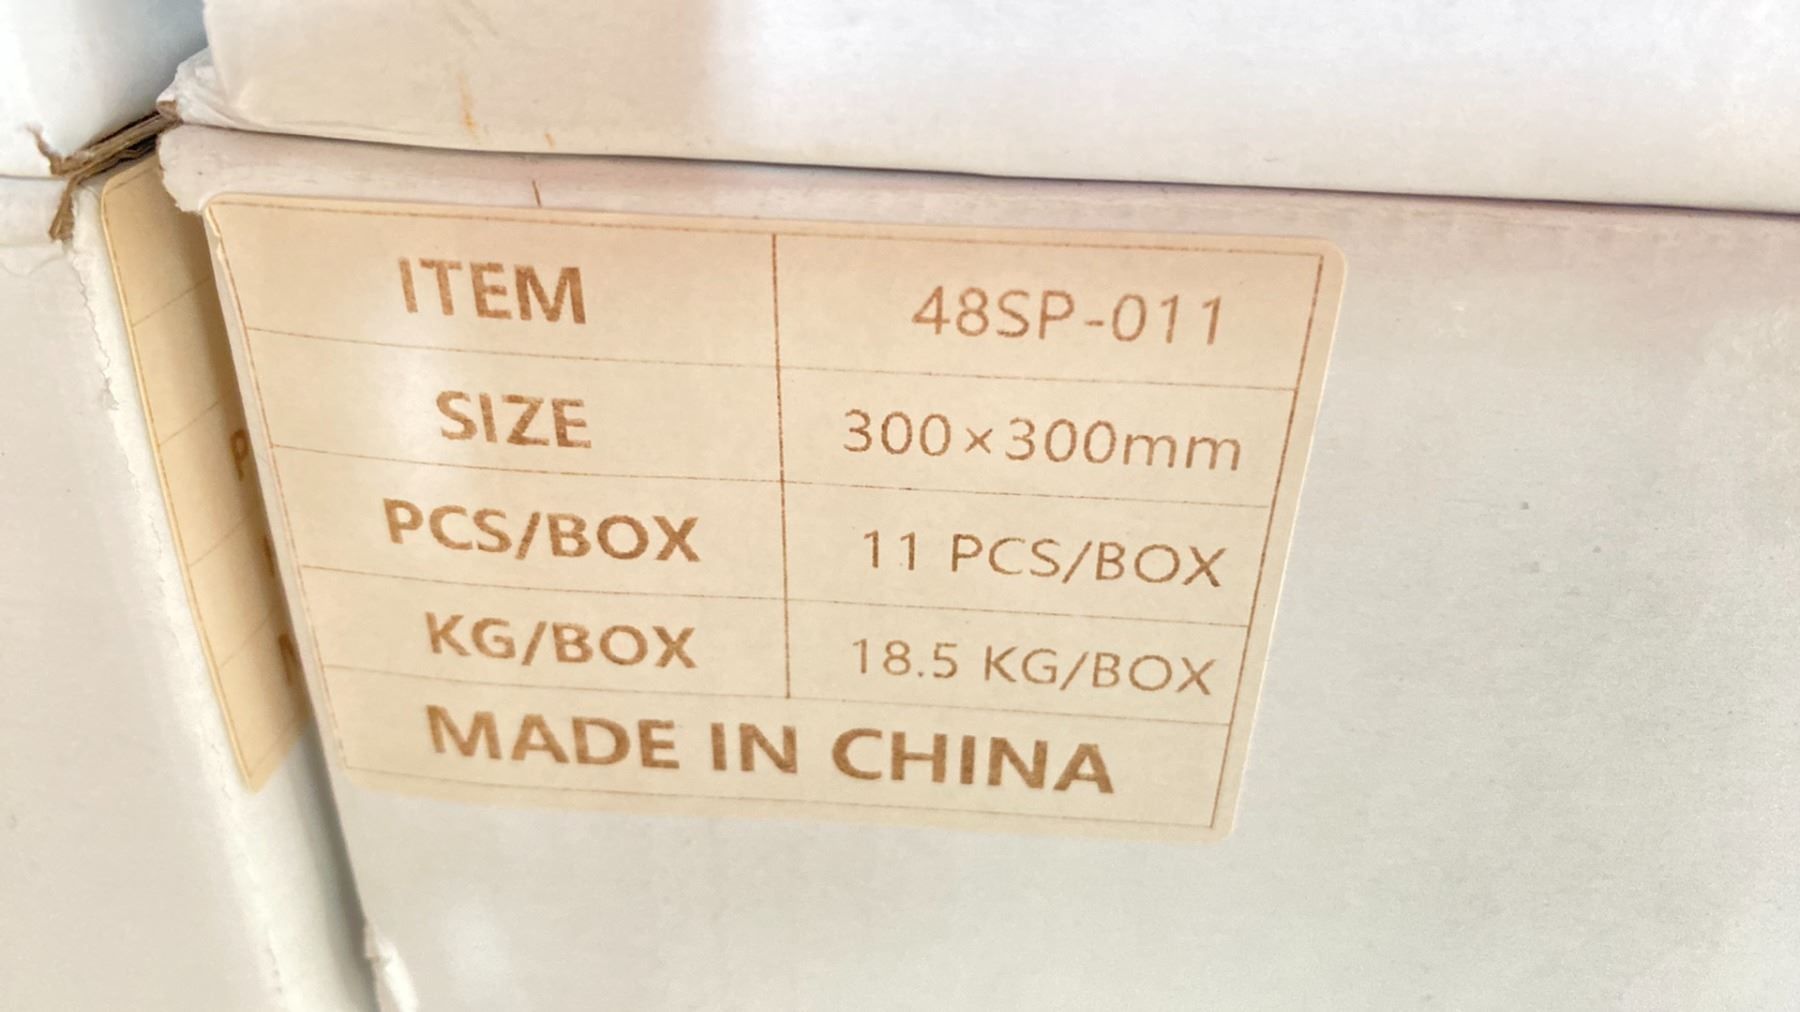 ITEM 48SP-011
SIZE 300×300mm
PCS/BOX 11 PCS/BOX
KG/BOX 18.5 KG/BOX
MADE IN CHINA